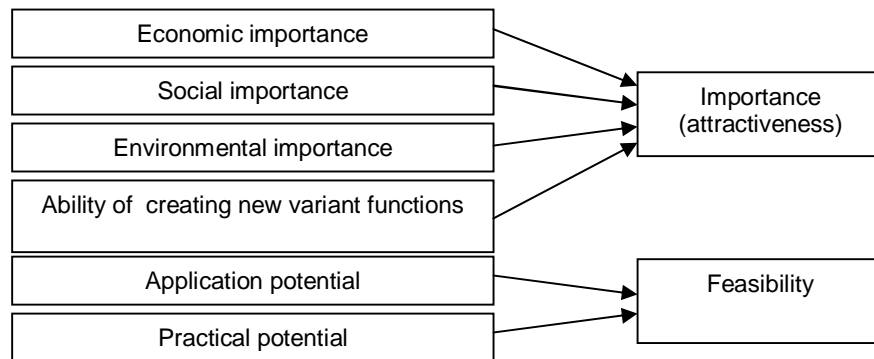 Economic importance
Social importance
Environmental importance
Ability of creating new variant functions
Application potential
Practical potential
Importance
(attractiveness)
Feasibility